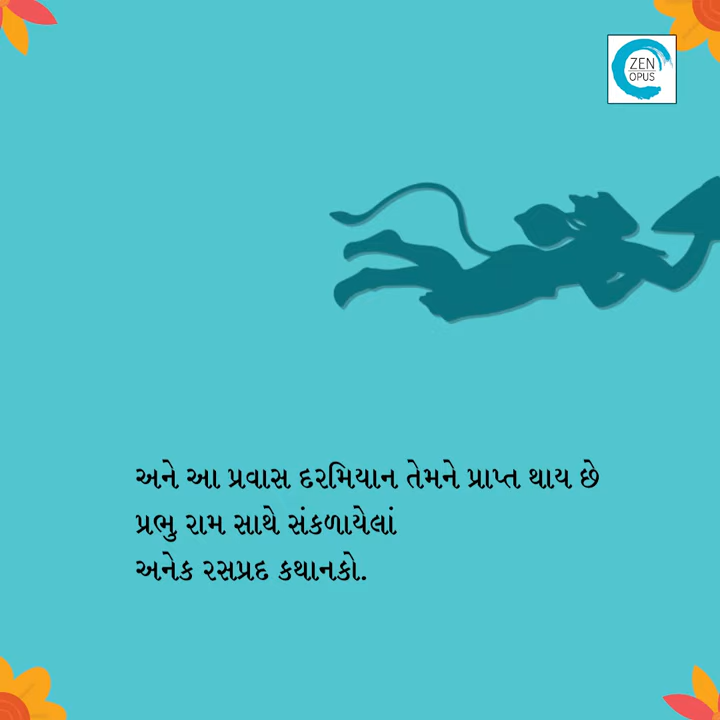 ZEN
OPUS
અને આ પ્રવાસ દરમિયાન તેમને પ્રાપ્ત થાય છે
પ્રભુ રામ સાથે સંકળાયેલાં
અનેક રસપ્રદ કથાનકો.